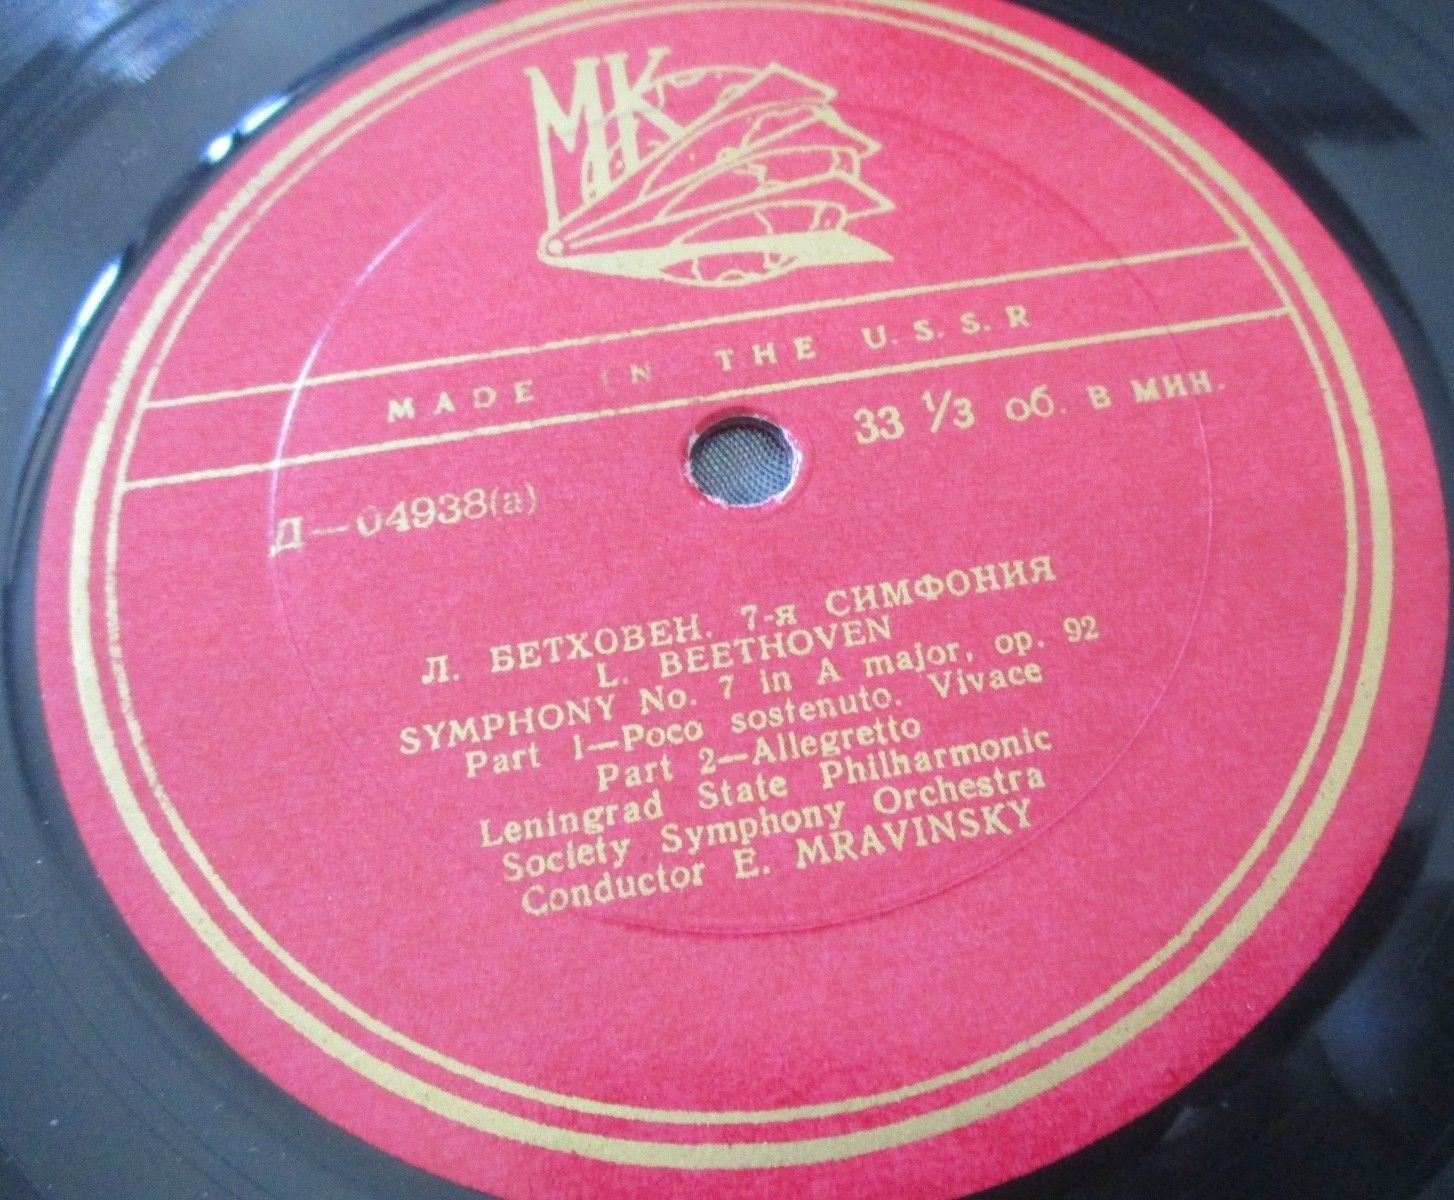 МК
MADE IN THE U.S.S.R
33 1/3 об. в мин.
Д—04938(а)
Л. БЕТХОВЕН. 7-я СИМФОНИЯ
L. BEETHOVEN
SYMPHONY No. 7 in A major, op. 92
Part 1—Poco sostenuto. Vivace
Part 2—Allegretto
Leningrad State Philharmonic
Society Symphony Orchestra
Conductor E. MRAVINSKY